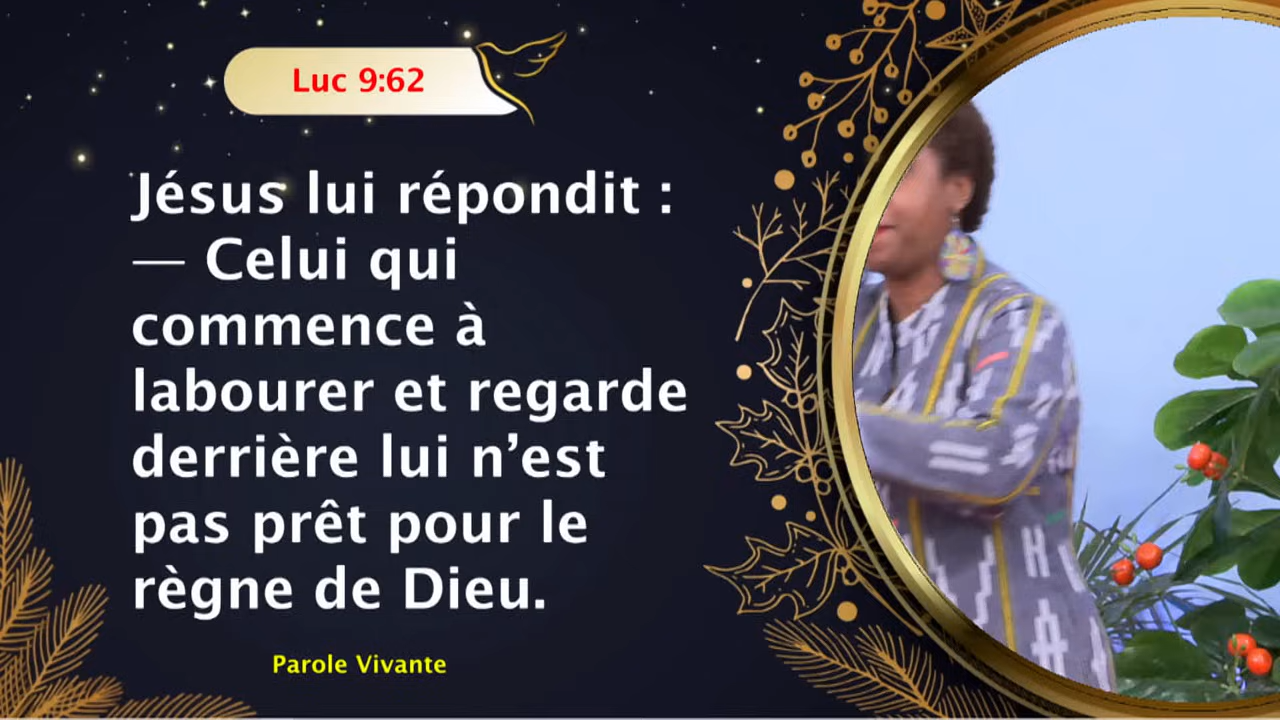 Luc 9:62
Jésus lui répondit :
— Celui qui
commence à
labourer et regarde
derrière lui n’est
pas prêt pour le
règne de Dieu.
Parole Vivante